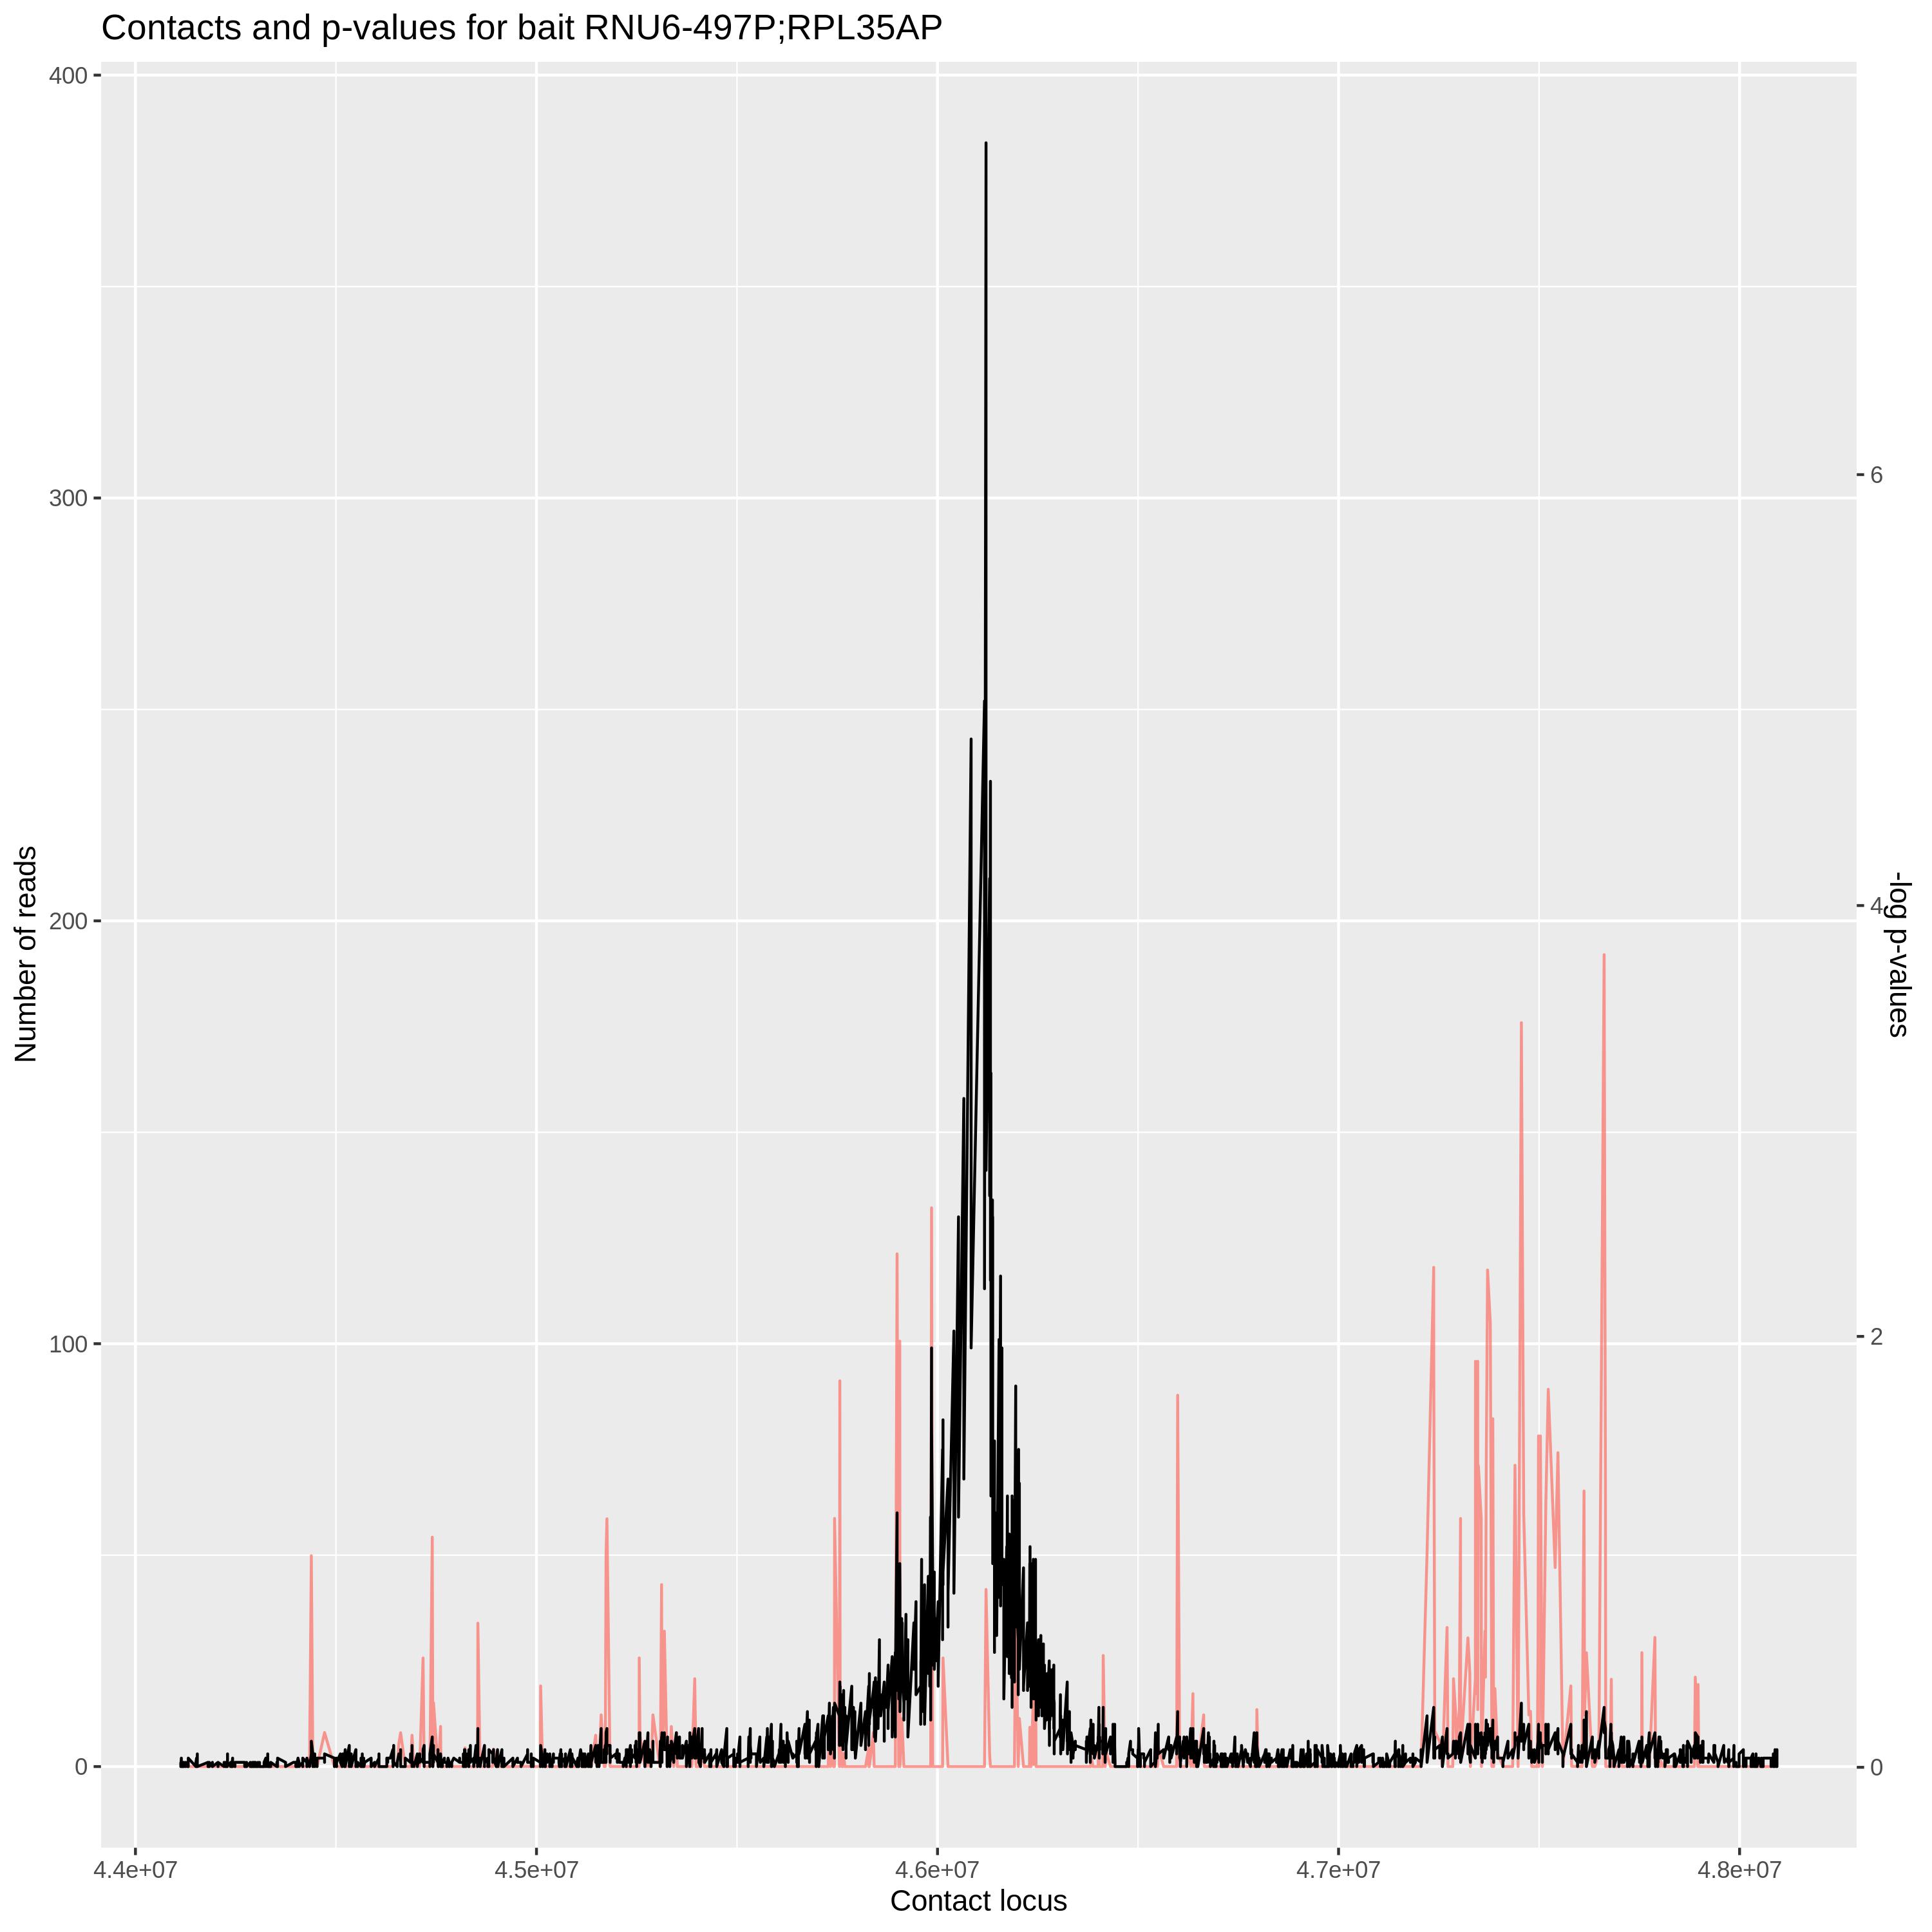 Contacts and p-values for bait RNU6-497P;RPL35AP
400
300
200
100
0
Number of reads
6
4
2
0
-log p-values
4.4e+07 4.5e+07 4.6e+07 4.7e+07 4.8e+07
Contact locus